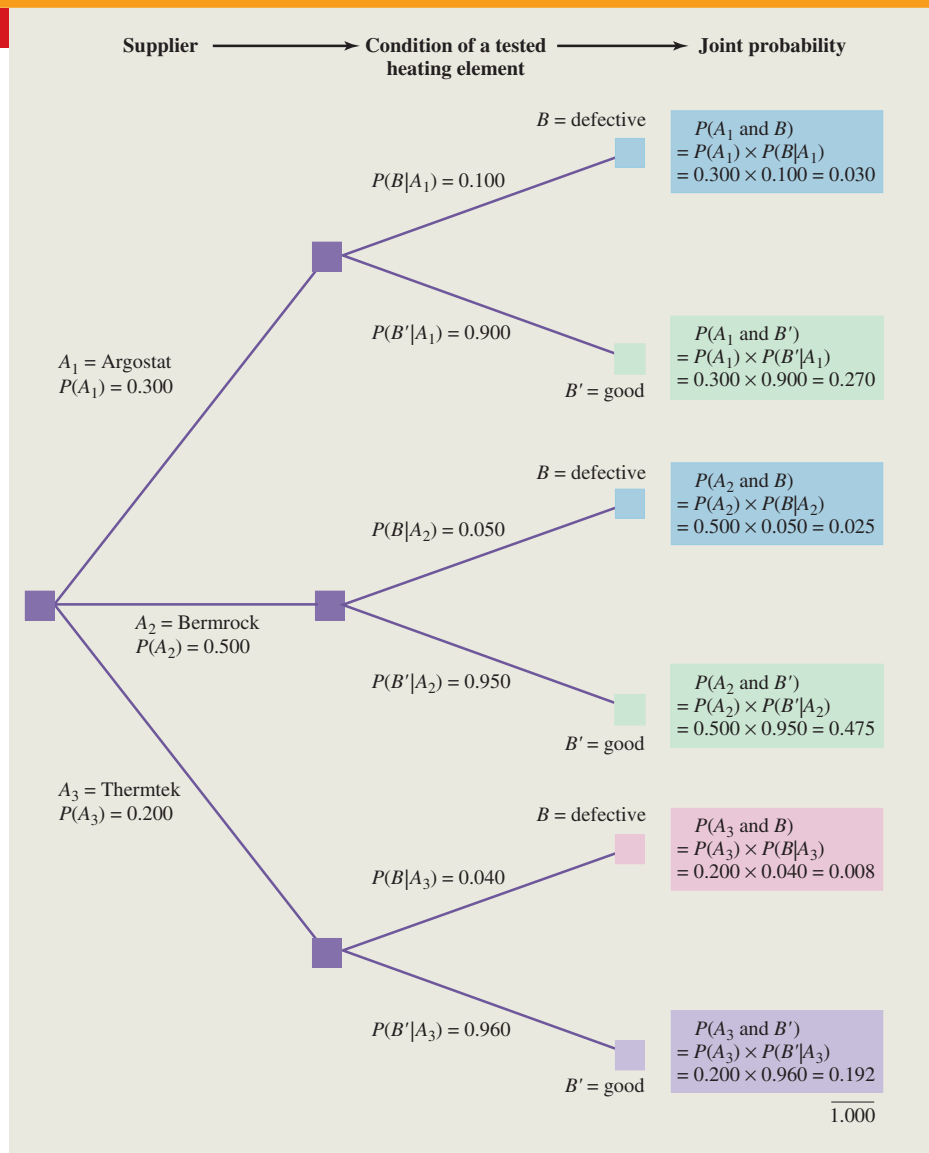 Supplier
Condition of a tested
heating element
Joint probability
B = defective
P(A₁ and B)
= P(A₁) × P(B|A₁)
= 0.300 × 0.100 = 0.030
P(B|A₁) = 0.100
P(B'|A₁) = 0.900
P(A₁ and B')
= P(A₁) × P(B'|A₁)
= 0.300 × 0.900 = 0.270
A₁ = Argostat
P(A₁) = 0.300
B' = good
B = defective
P(A₂ and B)
= P(A₂) × P(B|A₂)
= 0.500 × 0.050 = 0.025
P(B|A₂) = 0.050
A₂ = Bermrock
P(A₂) = 0.500
P(B'|A₂) = 0.950
P(A₂ and B')
= P(A₂) × P(B'|A₂)
= 0.500 × 0.950 = 0.475
B' = good
A₃ = Thermtek
P(A₃) = 0.200
B = defective
P(A₃ and B)
= P(A₃) × P(B|A₃)
= 0.200 × 0.040 = 0.008
P(B|A₃) = 0.040
P(B'|A₃) = 0.960
P(A₃ and B')
= P(A₃) × P(B'|A₃)
= 0.200 × 0.960 = 0.192
B' = good
1.000